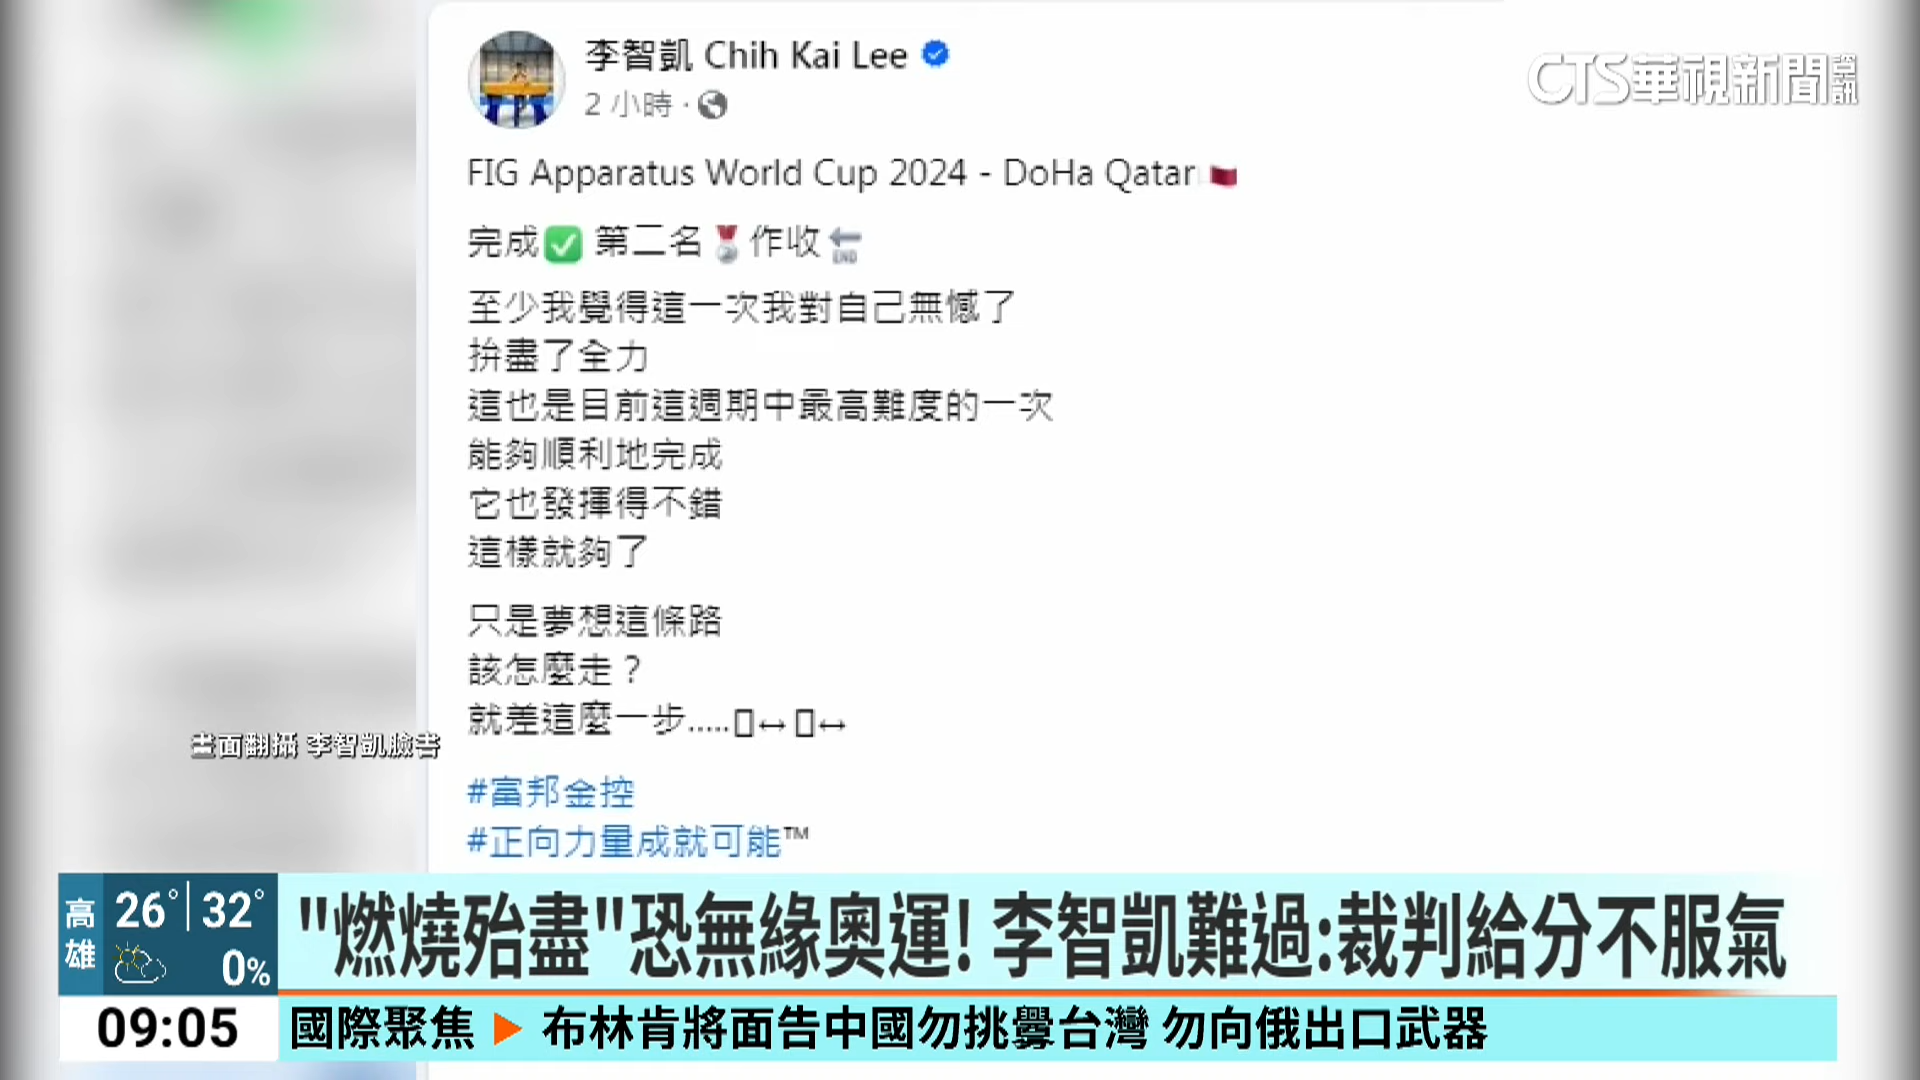 李智凱 Chih Kai Lee
2 小時
CTS華視新聞資訊
FIG Apparatus World Cup 2024 - DoHa Qatar
完成✅ 第二名🥈作收🔚
至少我覺得這一次我對自己無憾了
拚盡了全力
這也是目前這週期中最高難度的一次
能夠順利地完成
它也發揮得不錯
這樣就夠了
只是夢想這條路
該怎麼走？
就差這麼一步.....▯↔▯↔
畫面翻攝 李智凱臉書
#富邦金控
#正向力量成就可能™
高雄 26° 32° 0%
"燃燒殆盡"恐無緣奧運! 李智凱難過:裁判給分不服氣
09:05
國際聚焦 ▶ 布林肯將面告中國勿挑釁台灣 勿向俄出口武器